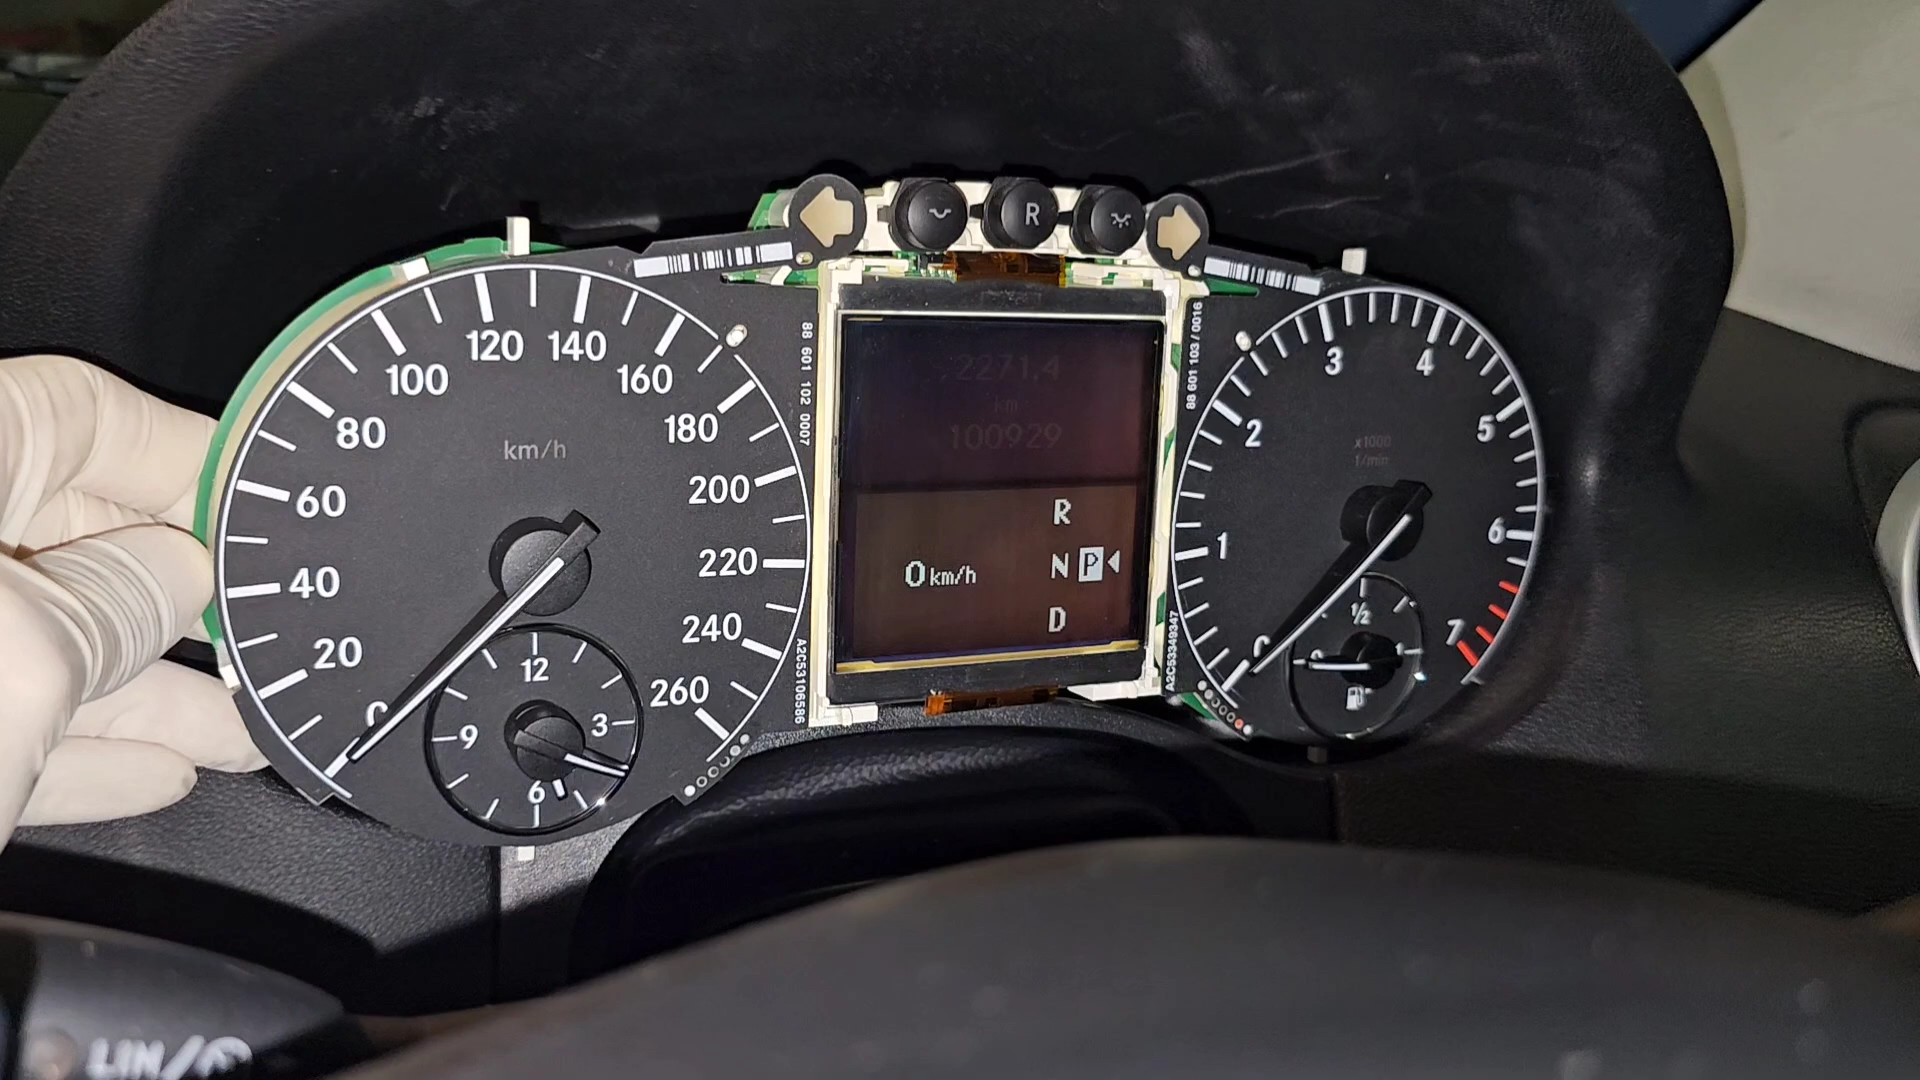 R
120
140
100
160
80
180
km/h
60
200
40
220
20
240
260
12
9
3
6
88 601 102 0007
A2C53106586
2271,4
km
100929
R
0 km/h
N P
D
88 601 103 / 0016
A2C53349347
3
4
2
5
x1000
1/min
1
6
7
1/2
1
LIM/